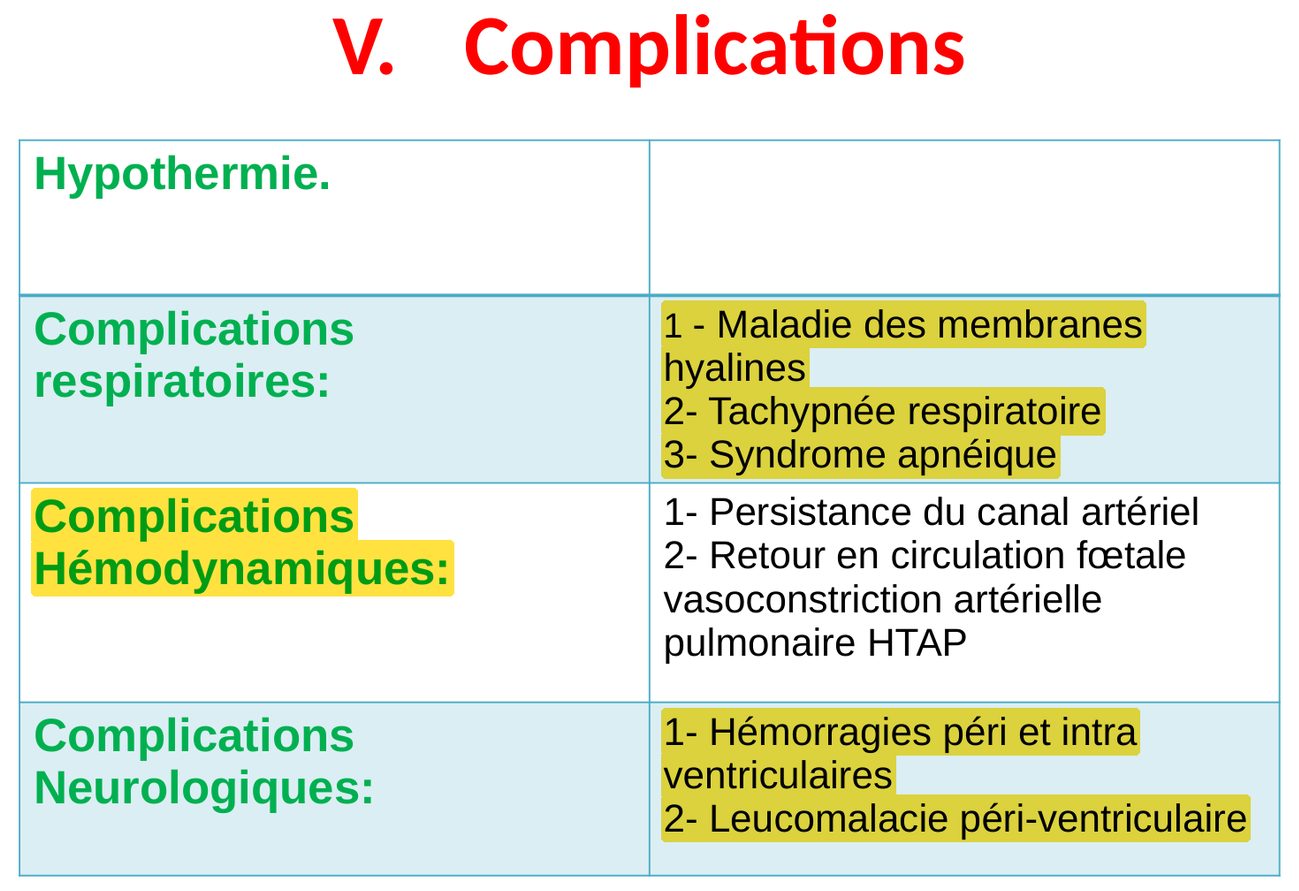 V. Complications
Hypothermie.
Complications
respiratoires:
1 - Maladie des membranes
hyalines
2- Tachypnée respiratoire
3- Syndrome apnéique
Complications
Hémodynamiques:
1- Persistance du canal artériel
2- Retour en circulation fœtale
vasoconstriction artérielle
pulmonaire HTAP
Complications
Neurologiques:
1- Hémorragies péri et intra
ventriculaires
2- Leucomalacie péri-ventriculaire